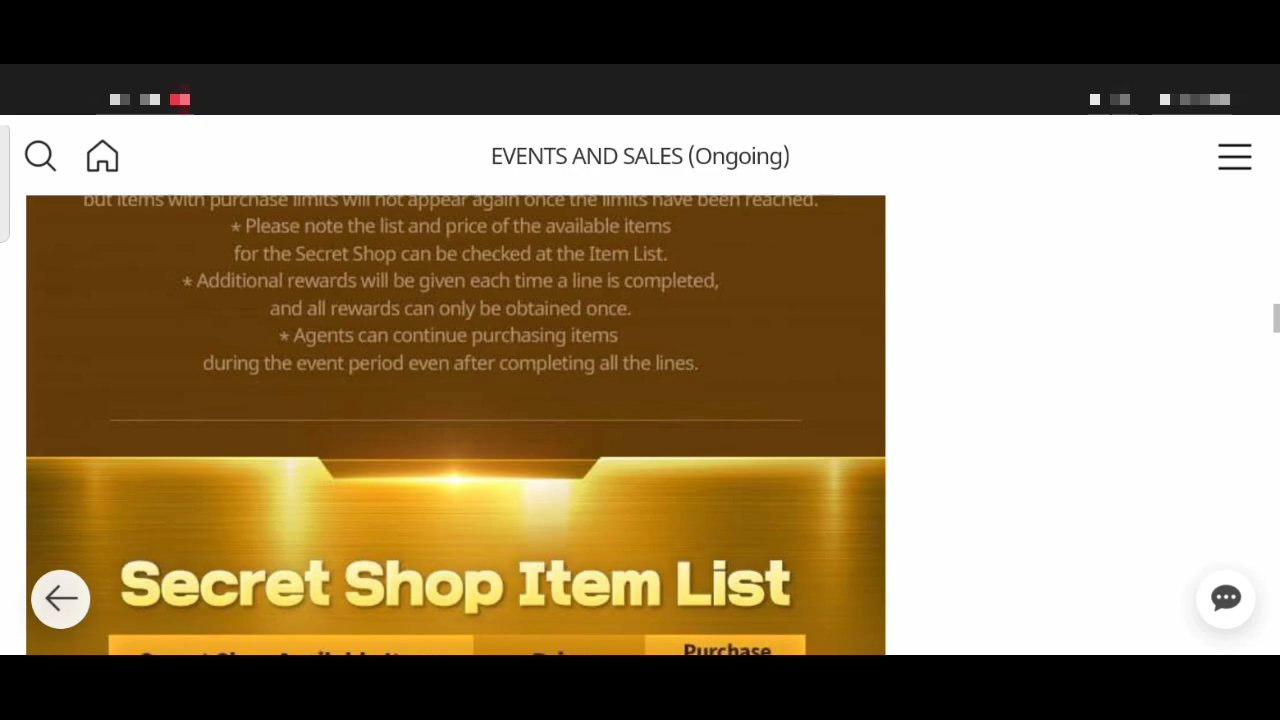 EVENTS AND SALES (Ongoing)
but items with purchase limits will not appear again once the limits have been reached.
* Please note the list and price of the available items
for the Secret Shop can be checked at the Item List.
* Additional rewards will be given each time a line is completed,
and all rewards can only be obtained once.
* Agents can continue purchasing items
during the event period even after completing all the lines.
Secret Shop Item List
Purchase